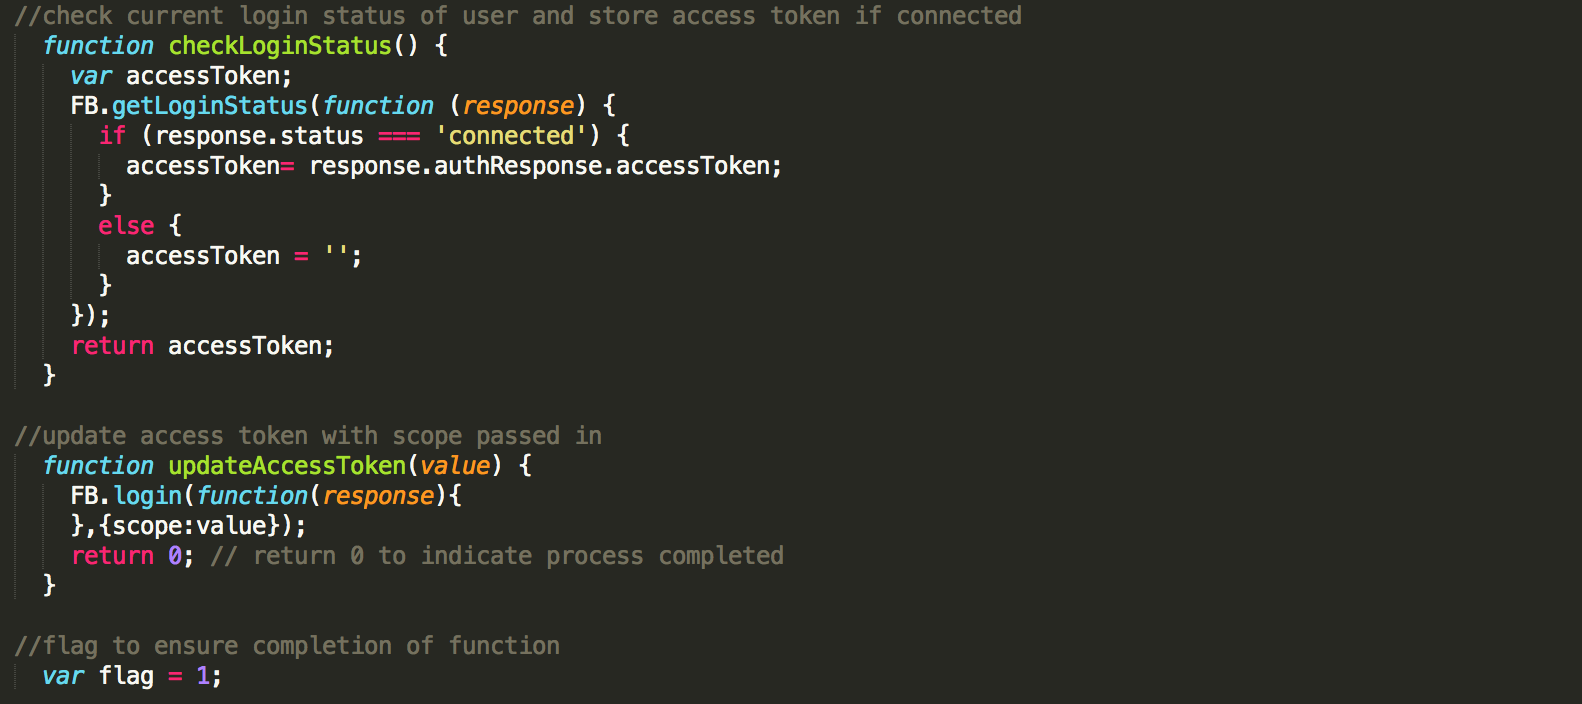 //check current login status of user and store access token if connected
function checkLoginStatus() {
var accessToken;
FB.getLoginStatus(function (response) {
if (response.status === 'connected') {
accessToken= response.authResponse.accessToken;
}
else {
accessToken = '';
}
});
return accessToken;
}
//update access token with scope passed in
function updateAccessToken(value) {
FB.login(function(response){
},{scope:value});
return 0; // return 0 to indicate process completed
}
//flag to ensure completion of function
var flag = 1;